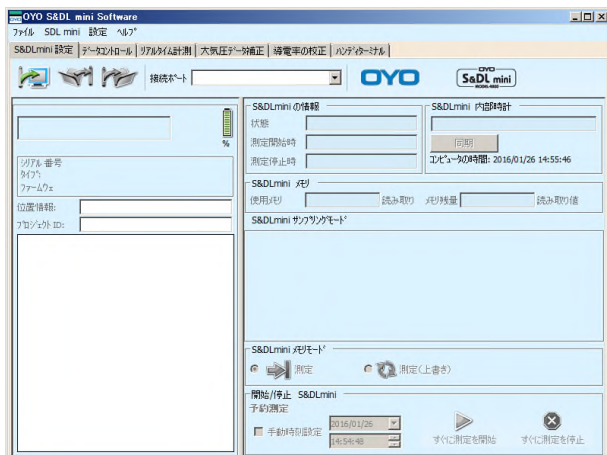 OYO S&DL mini Software
ファイル SDL mini 設定 ヘルプ
S&DLmini 設定 データコントロール リアルタイム計測 大気圧データ補正 導電率の校正 ハンディターミナル
接続ポート OYO OYO S&DL mini
%
シリアル 番号
タイプ:
ファームウェ
位置情報:
プロジェクト ID:
S&DLmini の情報
状態
測定開始時
測定停止時
S&DLmini 内部時計
同期
コンピュータの時間: 2016/01/26 14:55:46
S&DLmini メモリ
使用メモリ 読み取り メモリ残量 読み取り値
S&DLmini サンプリングモード
S&DLmini メモリモード
測定 測定(上書き)
開始/停止 S&DLmini
予約測定
手動時刻設定 2016/01/26
14:54:48
すぐに測定を開始 すぐに測定を停止